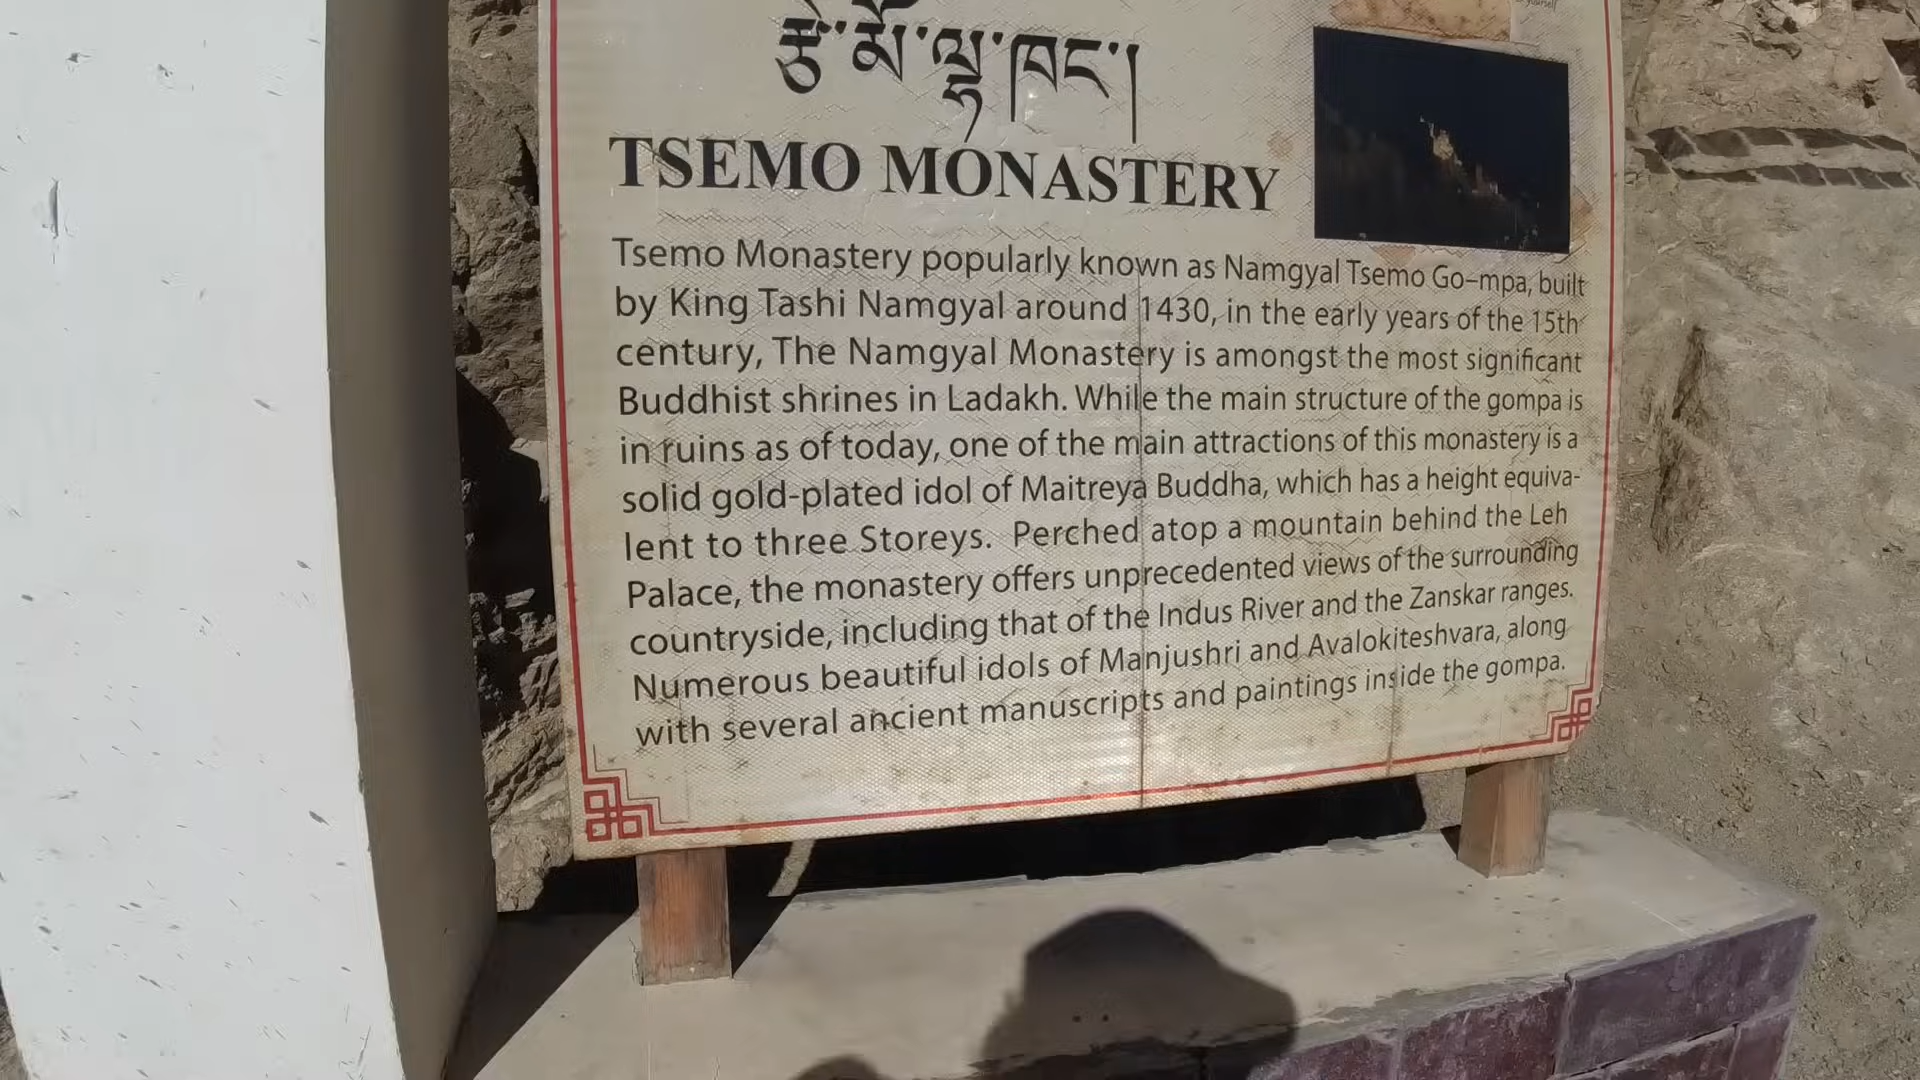 yourself
རྩེ་མོ་ལྷ་ཁང་།
TSEMO MONASTERY
Tsemo Monastery popularly known as Namgyal Tsemo Go-mpa, built
by King Tashi Namgyal around 1430, in the early years of the 15th
century, The Namgyal Monastery is amongst the most significant
Buddhist shrines in Ladakh. While the main structure of the gompa is
in ruins as of today, one of the main attractions of this monastery is a
solid gold-plated idol of Maitreya Buddha, which has a height equiva-
lent to three Storeys. Perched atop a mountain behind the Leh
Palace, the monastery offers unprecedented views of the surrounding
countryside, including that of the Indus River and the Zanskar ranges.
Numerous beautiful idols of Manjushri and Avalokiteshvara, along
with several ancient manuscripts and paintings inside the gompa.